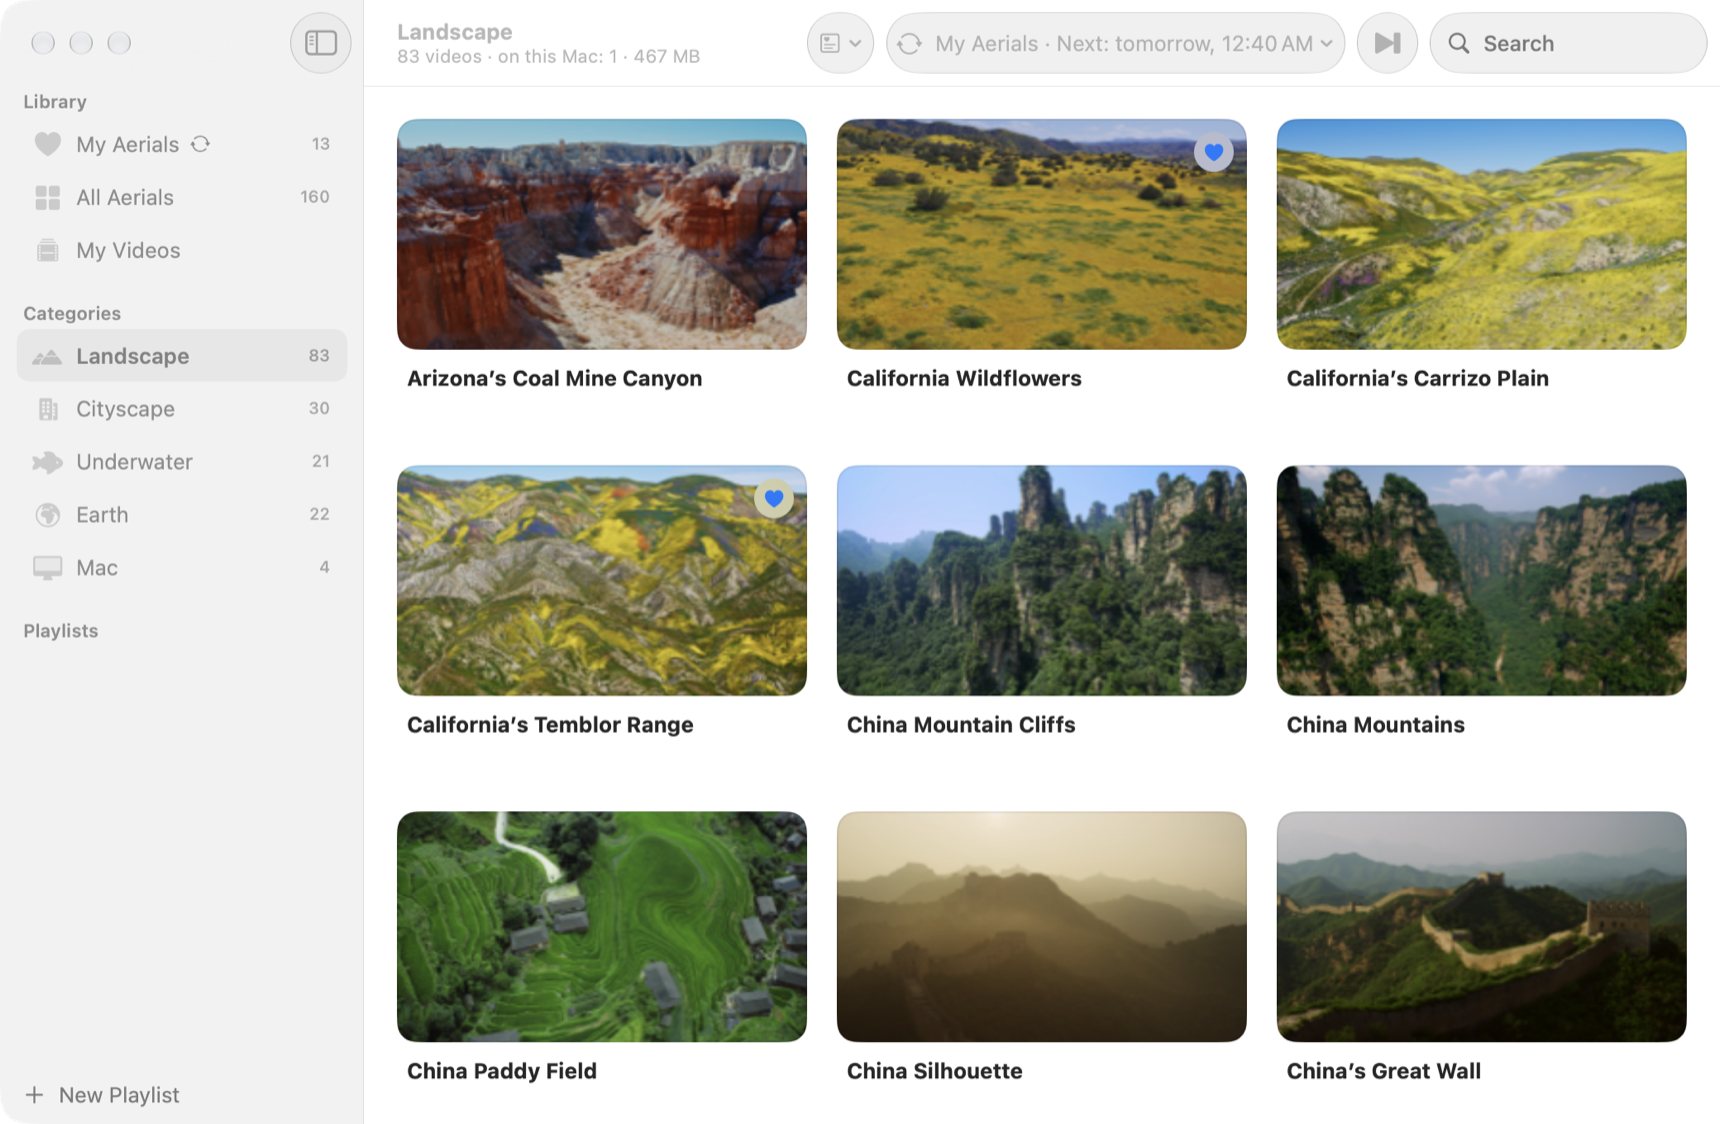 Library
My Aerials 13
All Aerials 160
My Videos
Categories
Landscape 83
Cityscape 30
Underwater 21
Earth 22
Mac 4
Playlists
New Playlist
Landscape
83 videos · on this Mac: 1 · 467 MB
My Aerials · Next: tomorrow, 12:40 AM
Search
Arizona’s Coal Mine Canyon
California Wildflowers
California’s Carrizo Plain
California’s Temblor Range
China Mountain Cliffs
China Mountains
China Paddy Field
China Silhouette
China’s Great Wall